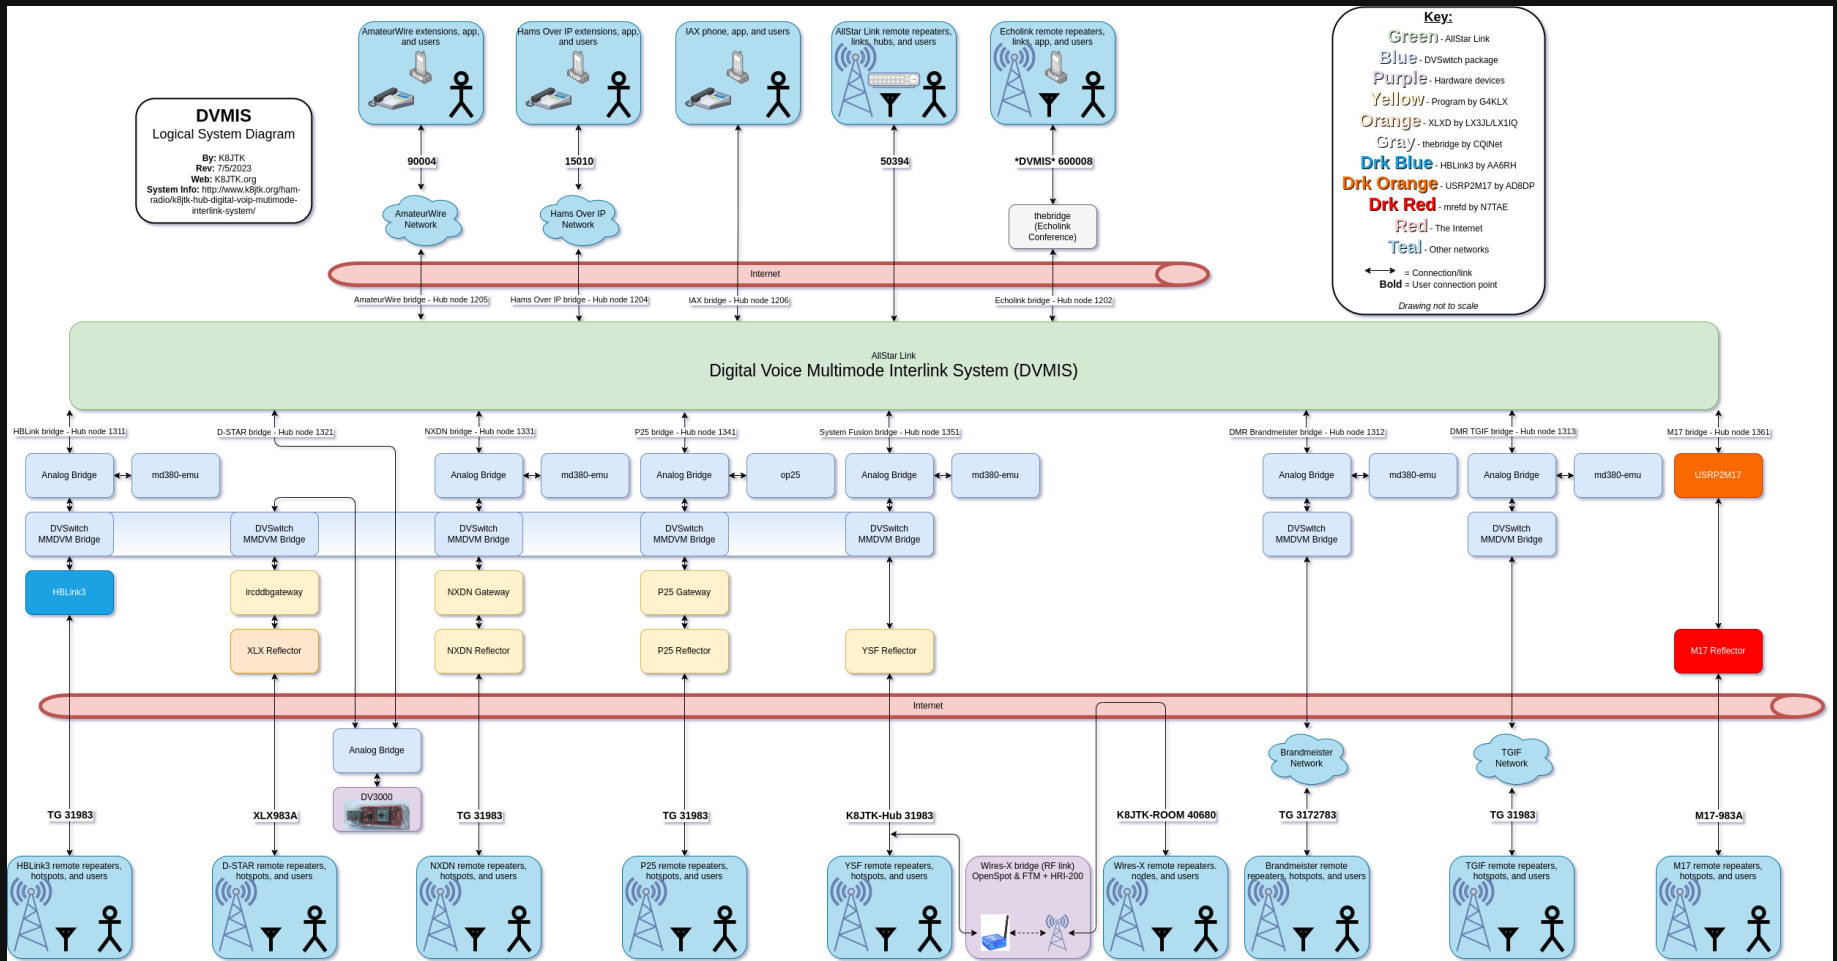 AmateurWire extensions, app,
and users
Hams Over IP extensions, app,
and users
IAX phone, app, and users
AllStar Link remote repeaters,
links, hubs, and users
Echolink remote repeaters,
links, app, and users
Key:
Green - AllStar Link
Blue - DVSwitch package
Purple - Hardware devices
Yellow - Program by G4KLX
Orange - XLXD by LX3JL/LX1IQ
Gray - thebridge by CQiNet
Drk Blue - HBLink3 by AA6RH
Drk Orange - USRP2M17 by AD8DP
Drk Red - mrefd by N7TAE
Red - The Internet
Teal - Other networks
= Connection/link
Bold = User connection point
Drawing not to scale
DVMIS
Logical System Diagram
By: K8JTK
Rev: 7/5/2023
Web: K8JTK.org
System Info: http://www.k8jtk.org/ham-
radio/k8jtk-hub-digital-voip-mutimode-
interlink-system/
90004
15010
50394
*DVMIS* 600008
AmateurWire
Network
Hams Over IP
Network
thebridge
(Echolink
Conference)
Internet
AmateurWire bridge - Hub node 1205
Hams Over IP bridge - Hub node 1204
IAX bridge - Hub node 1206
Echolink bridge - Hub node 1202
AllStar Link
Digital Voice Multimode Interlink System (DVMIS)
HBLink bridge - Hub node 1311
D-STAR bridge - Hub node 1321
NXDN bridge - Hub node 1331
P25 bridge - Hub node 1341
System Fusion bridge - Hub node 1351
DMR Brandmeister bridge - Hub node 1312
DMR TGIF bridge - Hub node 1313
M17 bridge - Hub node 1361
Analog Bridge
md380-emu
Analog Bridge
md380-emu
Analog Bridge
op25
Analog Bridge
md380-emu
Analog Bridge
md380-emu
Analog Bridge
md380-emu
USRP2M17
DVSwitch
MMDVM Bridge
DVSwitch
MMDVM Bridge
DVSwitch
MMDVM Bridge
DVSwitch
MMDVM Bridge
DVSwitch
MMDVM Bridge
DVSwitch
MMDVM Bridge
DVSwitch
MMDVM Bridge
HBLink3
ircddbgateway
NXDN Gateway
P25 Gateway
XLX Reflector
NXDN Reflector
P25 Reflector
YSF Reflector
M17 Reflector
Internet
Analog Bridge
DV3000
Brandmeister
Network
TGIF
Network
TG 31983
XLX983A
TG 31983
TG 31983
K8JTK-Hub 31983
K8JTK-ROOM 40680
TG 3172783
TG 31983
M17-983A
HBLink3 remote repeaters,
hotspots, and users
D-STAR remote repeaters,
hotspots, and users
NXDN remote repeaters,
hotspots, and users
P25 remote repeaters,
hotspots, and users
YSF remote repeaters,
hotspots, and users
Wires-X bridge (RF link)
OpenSpot & FTM + HRI-200
Wires-X remote repeaters.
nodes, and users
Brandmeister remote
repeaters, hotspots, and users
TGIF remote repeaters,
hotspots, and users
M17 remote repeaters,
hotspots, and users